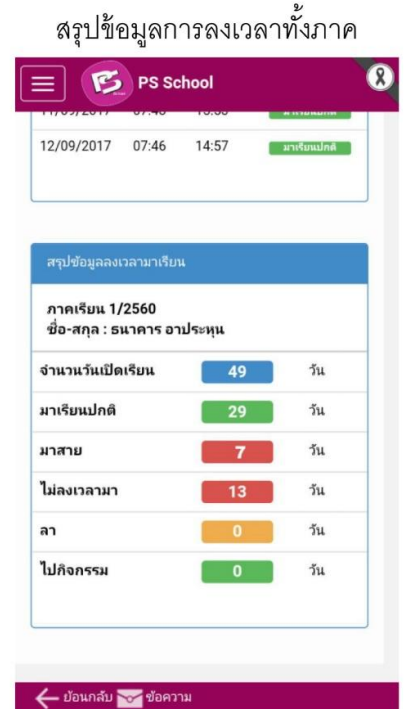 สรุปข้อมูลการลงเวลาทั้งภาค
PS School
12/09/2017 07:46 14:57 มาเรียนปกติ
สรุปข้อมูลลงเวลามาเรียน
ภาคเรียน 1/2560
ชื่อ-สกุล : ธนาคาร อาประหุน
จำนวนวันเปิดเรียน 49 วัน
มาเรียนปกติ 29 วัน
มาสาย 7 วัน
ไม่ลงเวลามา 13 วัน
ลา 0 วัน
ไปกิจกรรม 0 วัน
ย้อนกลับ ข้อความ